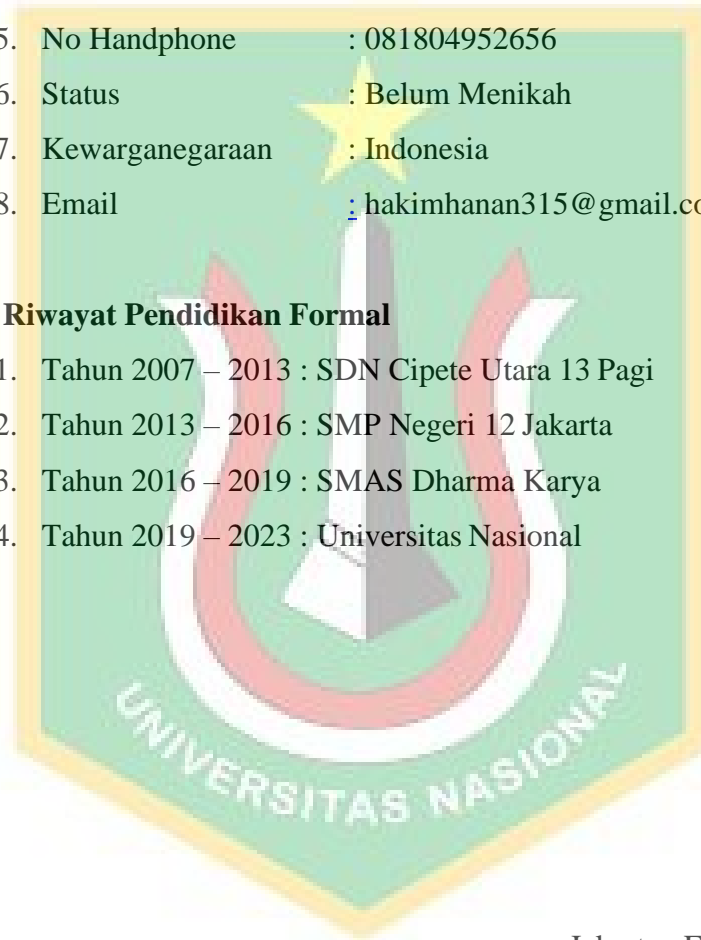 5. No Handphone : 081804952656
6. Status : Belum Menikah
7. Kewarganegaraan : Indonesia
8. Email : hakimhanan315@gmail.co
Riwayat Pendidikan Formal
1. Tahun 2007 – 2013 : SDN Cipete Utara 13 Pagi
2. Tahun 2013 – 2016 : SMP Negeri 12 Jakarta
3. Tahun 2016 – 2019 : SMAS Dharma Karya
4. Tahun 2019 – 2023 : Universitas Nasional
UNIVERSITAS NASIONAL